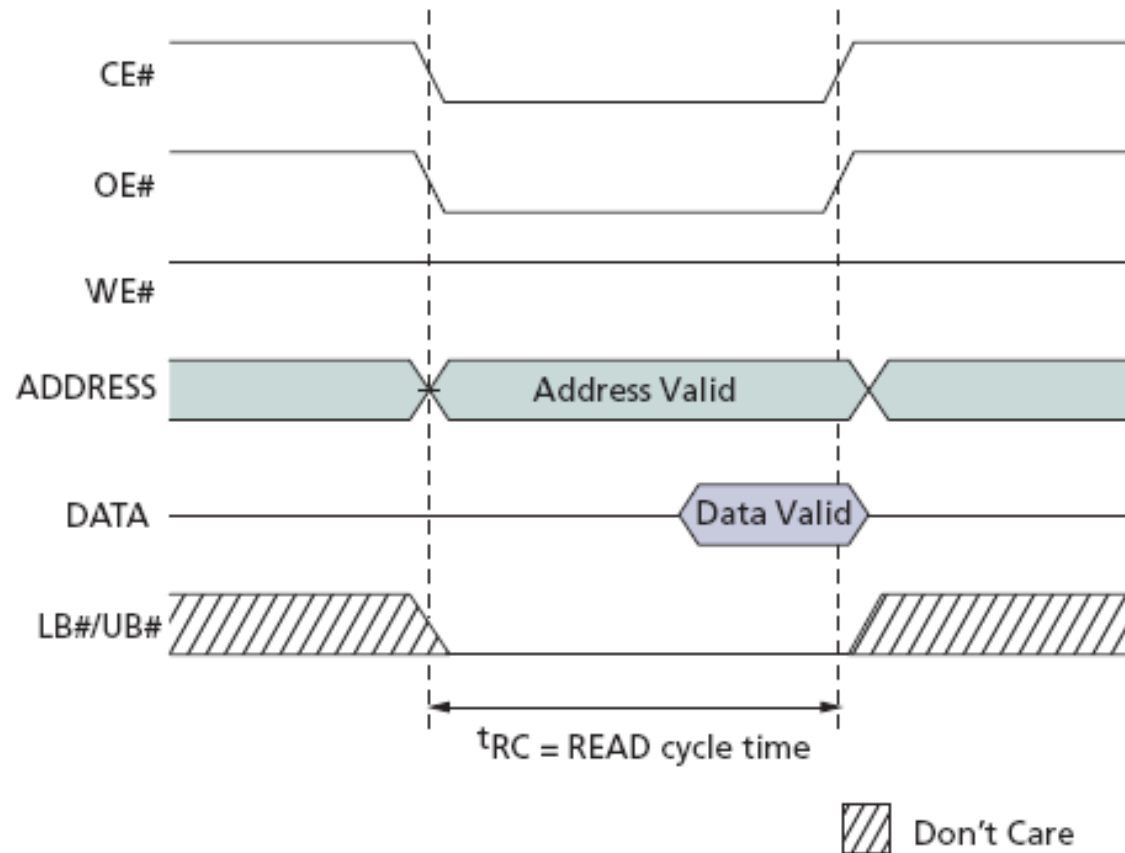 CE#
OE#
WE#
ADDRESS
Address Valid
DATA
Data Valid
LB#/UB#
tRC = READ cycle time
Don't Care